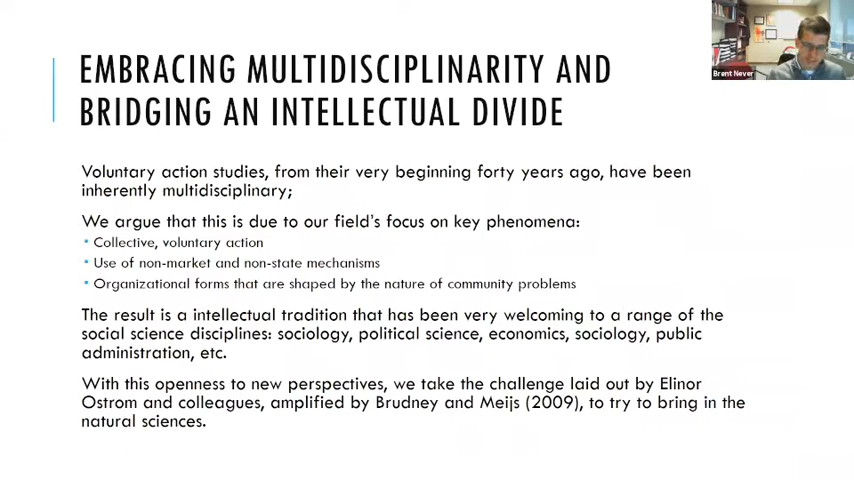 EMBRACING MULTIDISCIPLINARITY AND
BRIDGING AN INTELLECTUAL DIVIDE
Voluntary action studies, from their very beginning forty years ago, have been
inherently multidisciplinary;
We argue that this is due to our field's focus on key phenomena:
▪ Collective, voluntary action
▪ Use of non-market and non-state mechanisms
▪ Organizational forms that are shaped by the nature of community problems
The result is a intellectual tradition that has been very welcoming to a range of the
social science disciplines: sociology, political science, economics, sociology, public
administration, etc.
With this openness to new perspectives, we take the challenge laid out by Elinor
Ostrom and colleagues, amplified by Brudney and Meijs (2009), to try to bring in the
natural sciences.
Brent Never